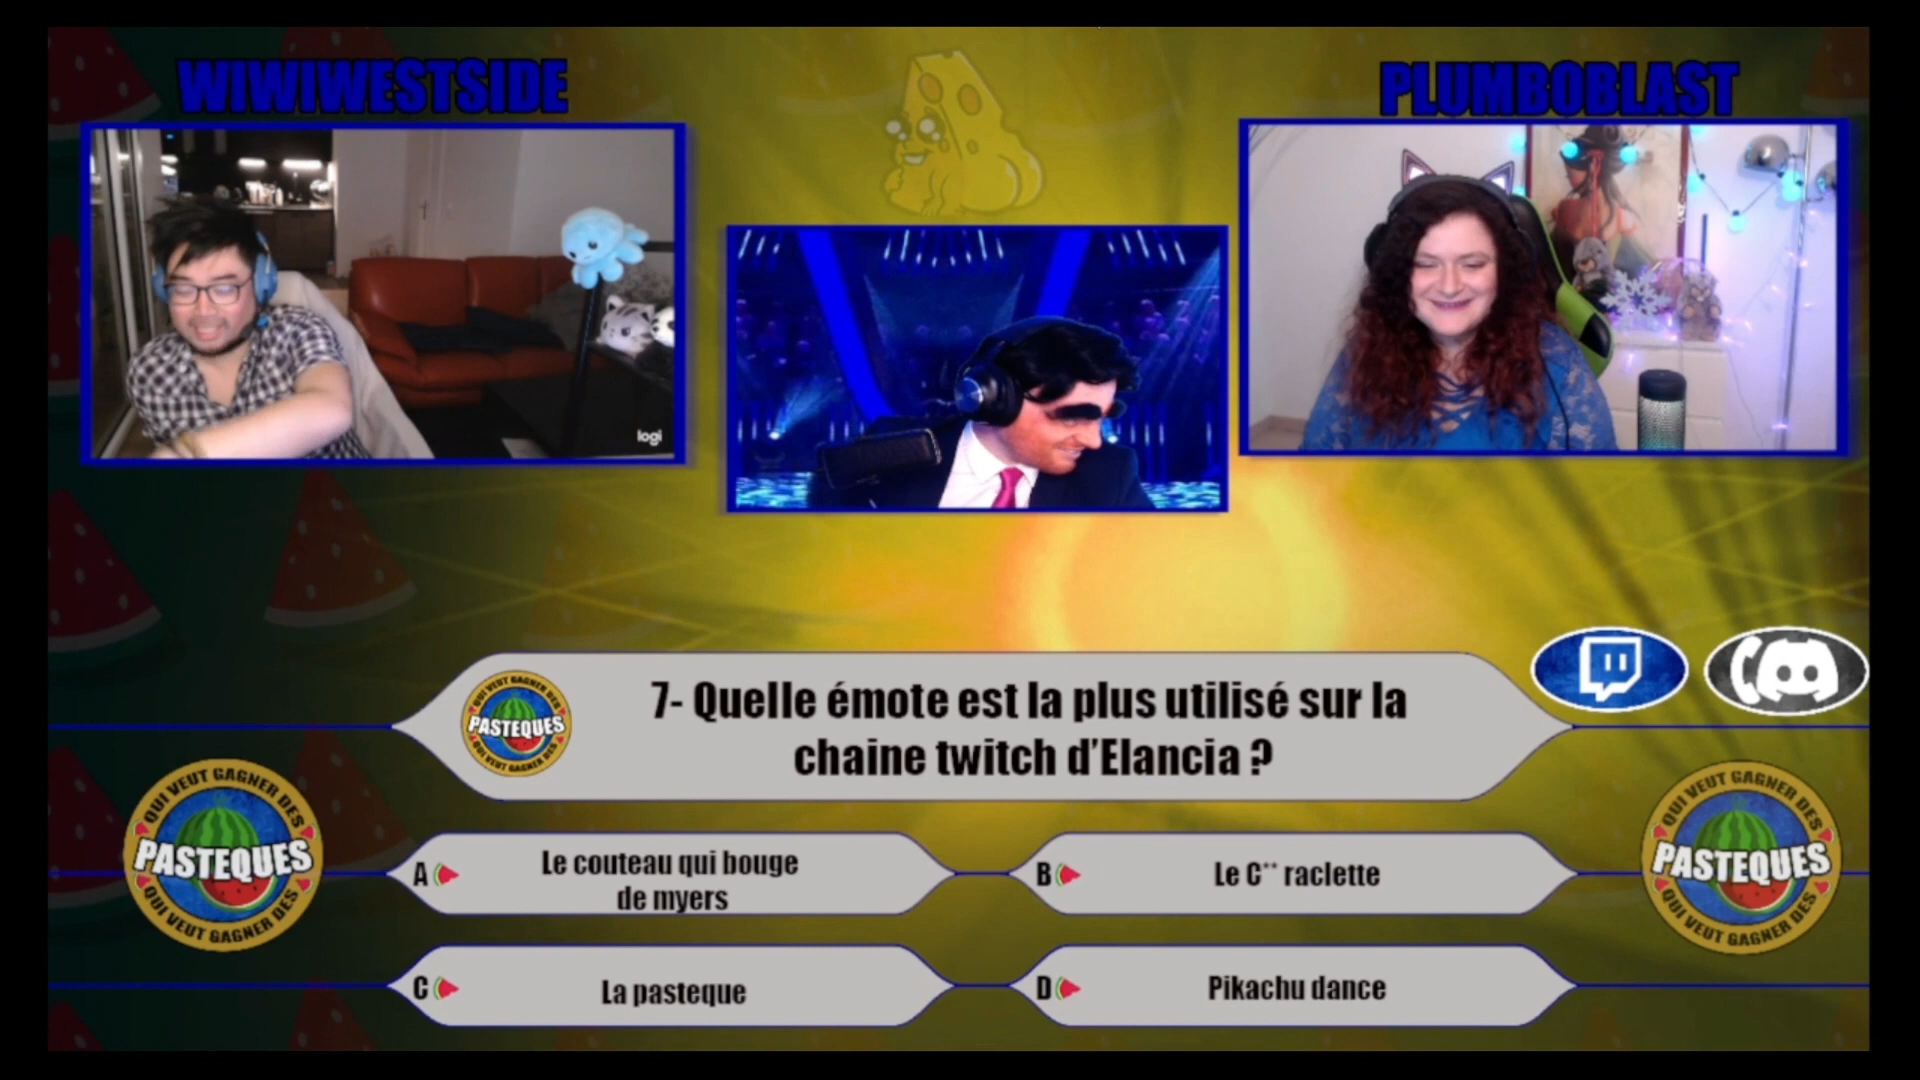 WIWIWESTSIDE
PLUMBOBLAST
logi
7- Quelle émote est la plus utilisé sur la
chaine twitch d'Elancia ?
QUI VEUT GAGNER DES
PASTEQUES
QUI VEUT GAGNER DES
QUI VEUT GAGNER DES
PASTEQUES
QUI VEUT GAGNER DES
QUI VEUT GAGNER DES
PASTEQUES
QUI VEUT GAGNER DES
A
Le couteau qui bouge
de myers
B
Le C** raclette
C
La pasteque
D
Pikachu dance